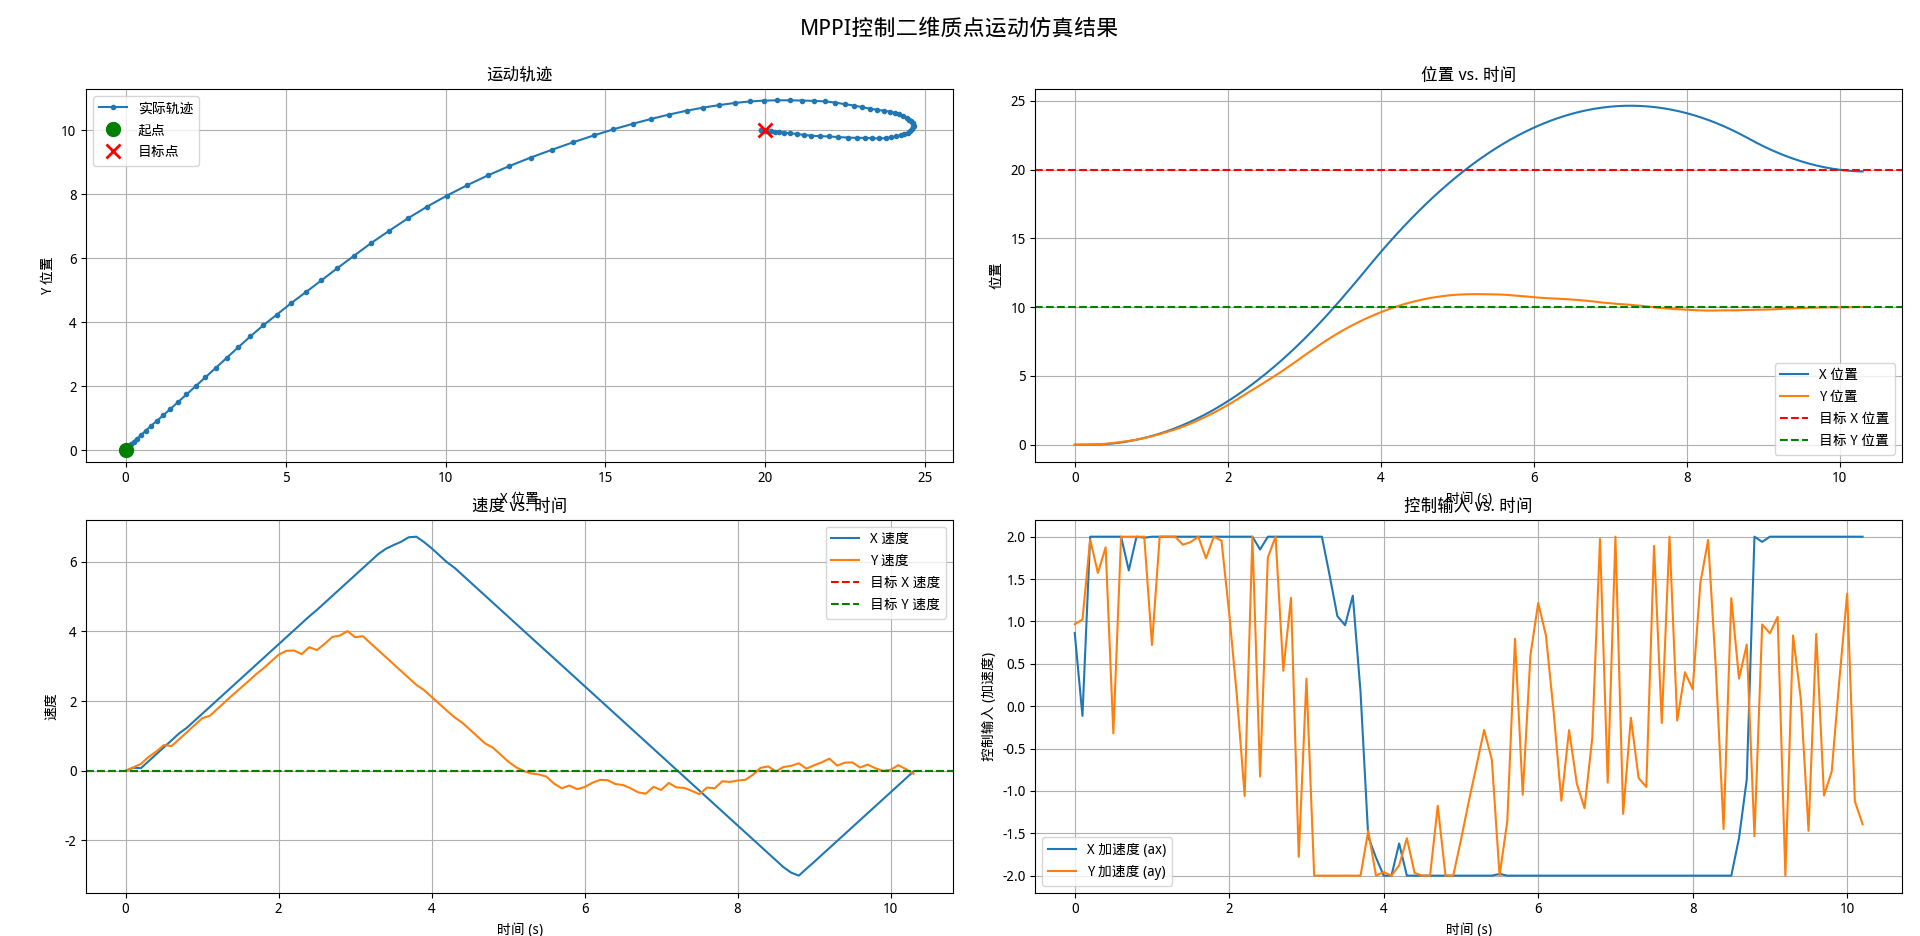 MPPI控制二维质点运动仿真结果
运动轨迹
实际轨迹
起点
目标点
10
8
6
4
2
0
Y 位置
0
5
10
15
20
25
X 位置
位置 vs. 时间
25
20
15
10
5
0
位置
X 位置
Y 位置
目标 X 位置
目标 Y 位置
0
2
4
6
8
10
时间 (s)
速度 vs. 时间
X 速度
Y 速度
目标 X 速度
目标 Y 速度
6
4
2
0
-2
速度
0
2
4
6
8
10
时间 (s)
控制输入 vs. 时间
2.0
1.5
1.0
0.5
0.0
-0.5
-1.0
-1.5
-2.0
控制输入 (加速度)
X 加速度 (ax)
Y 加速度 (ay)
0
2
4
6
8
10
时间 (s)